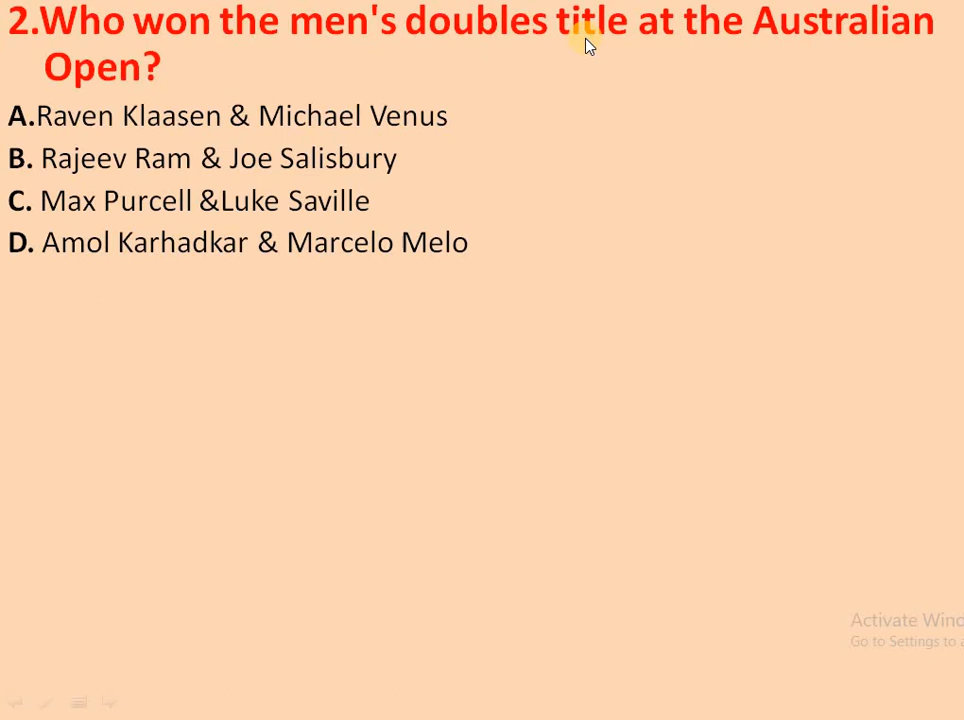 2.Who won the men's doubles title at the Australian
Open?
A.Raven Klaasen & Michael Venus
B. Rajeev Ram & Joe Salisbury
C. Max Purcell &Luke Saville
D. Amol Karhadkar & Marcelo Melo
Activate Wind
Go to Settings to a